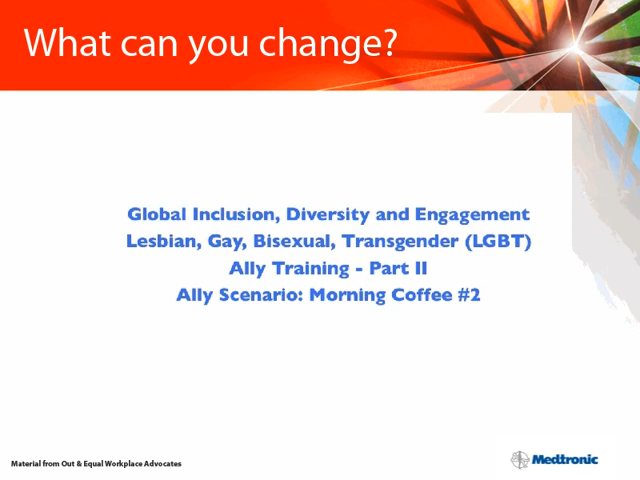 What can you change?
Global Inclusion, Diversity and Engagement
Lesbian, Gay, Bisexual, Transgender (LGBT)
Ally Training - Part II
Ally Scenario: Morning Coffee #2
Material from Out & Equal Workplace Advocates
Medtronic